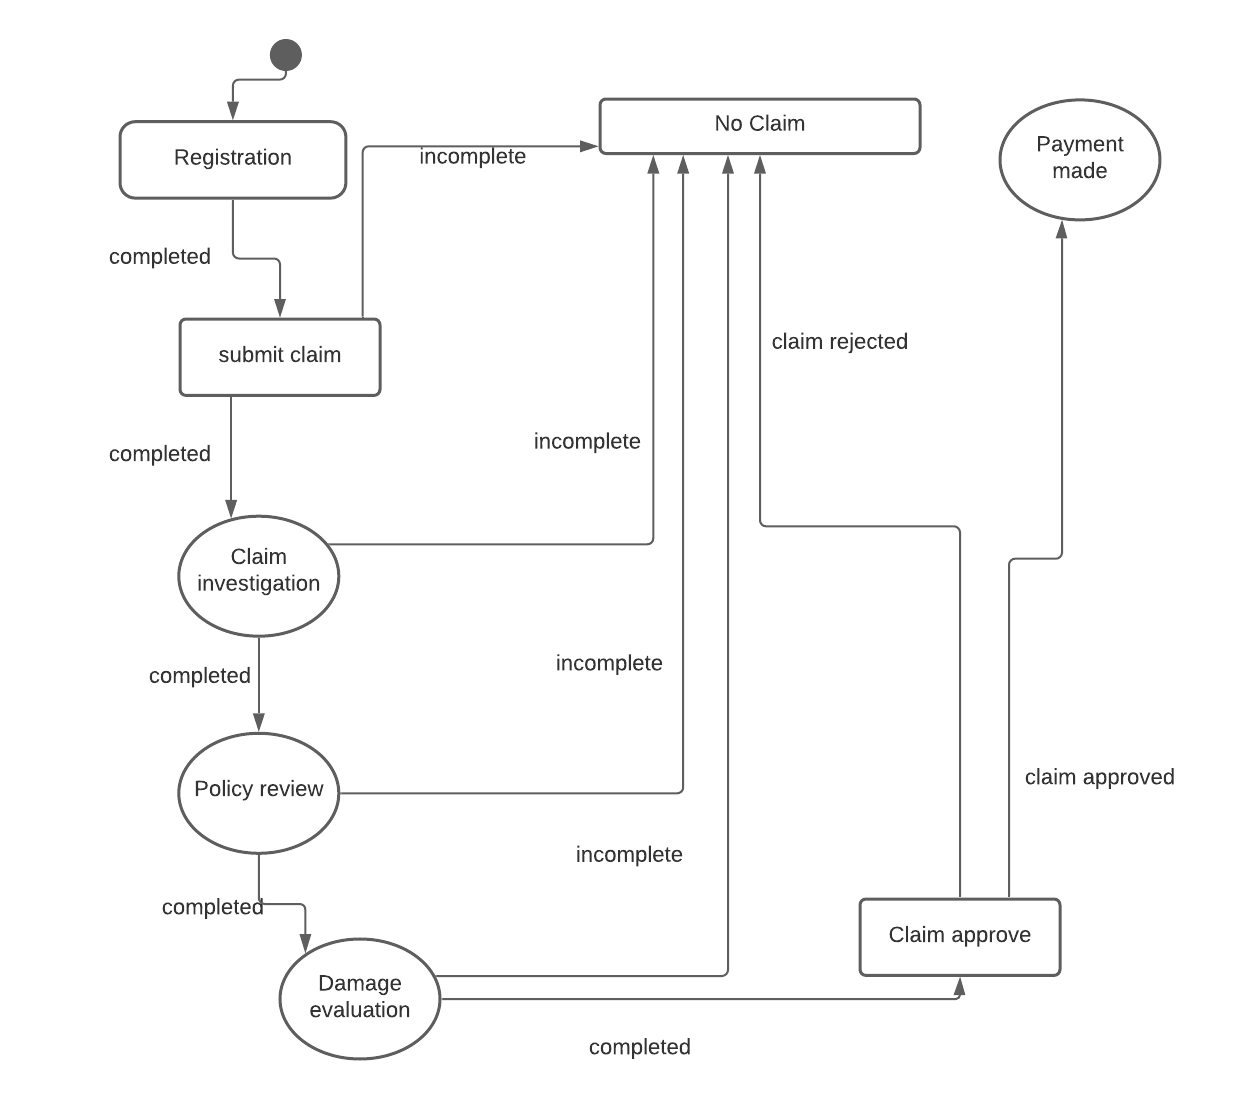 No Claim
Payment
made
Registration
incomplete
completed
claim rejected
submit claim
incomplete
completed
Claim
investigation
incomplete
completed
claim approved
Policy review
incomplete
completed
Claim approve
Damage
evaluation
completed